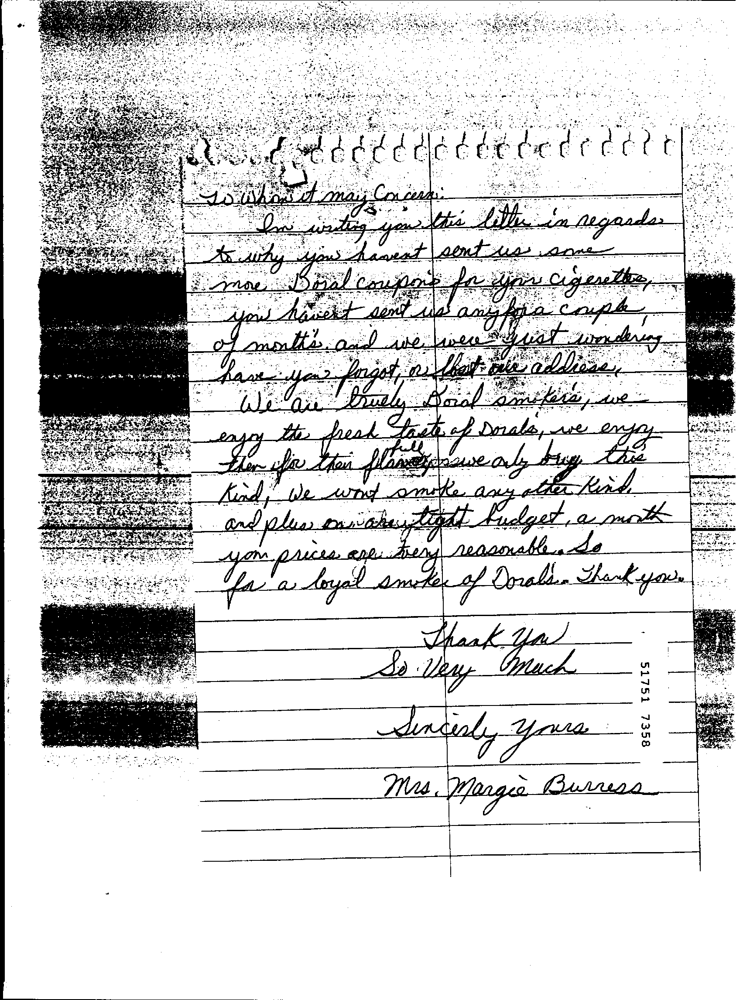 To Whom it may Concern:
Im writing you this letter in regards
to why you havent sent us some
more Doral coupons for your cigerettes,
you havent sent us any for a couple
of month's, and we were just wondering
have you forgot, or lost our address,
We are truely Doral smokers, we
enjoy the fresh taste of Dorals, we enjoy
them for their full flavor, we only buy this
Kind, We wont smoke any other Kind,
and plus on a tight budget, a month
your prices are very reasonable. So
for a loyal smoker of Doral's. Thank you.
Thank You
So Very Much
Sincerly Yours
Mrs. Margie Burress
51751 7358